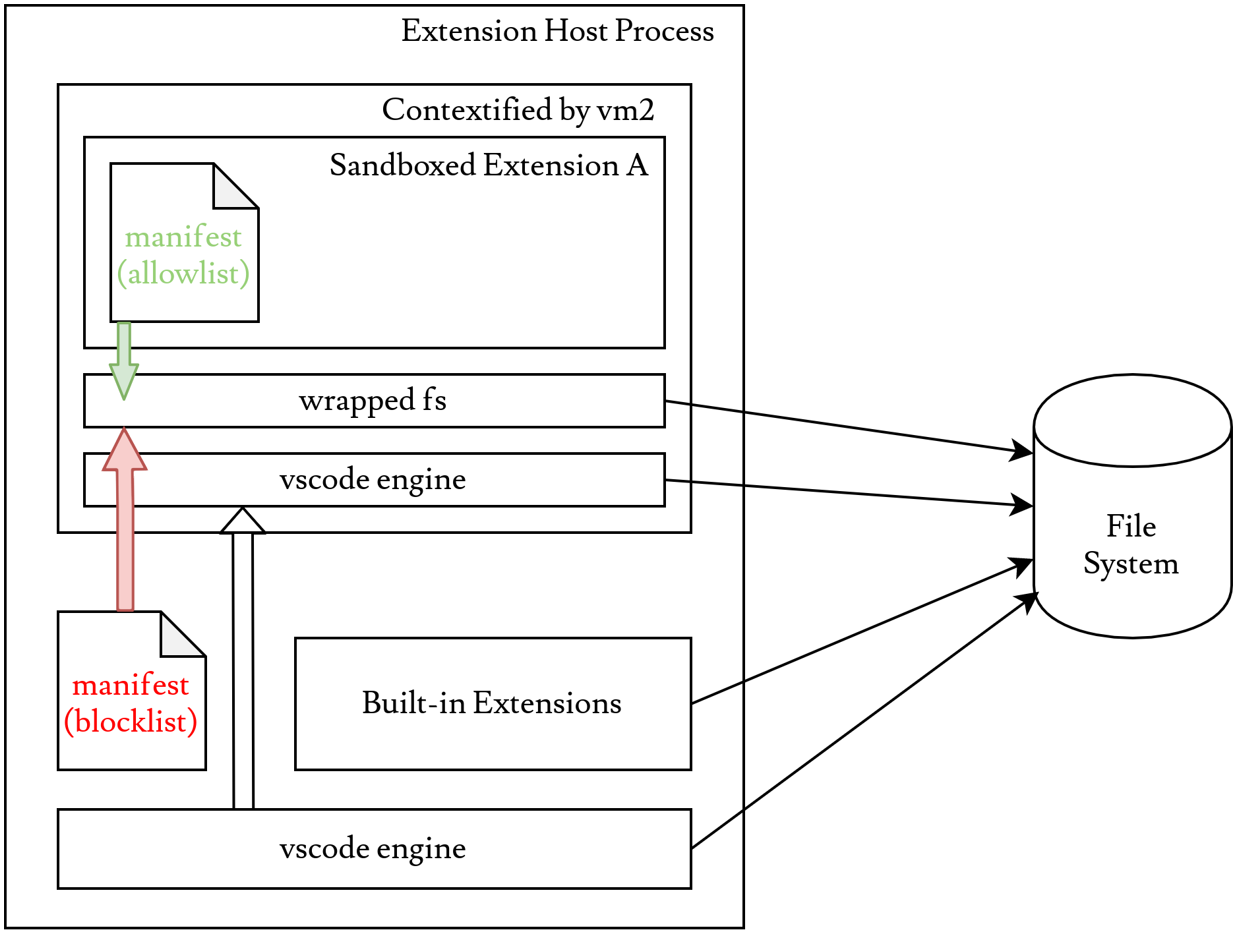 Extension Host Process
Contextified by vm2
Sandboxed Extension A
manifest
(allowlist)
wrapped fs
vscode engine
File
System
manifest
(blocklist)
Built-in Extensions
vscode engine